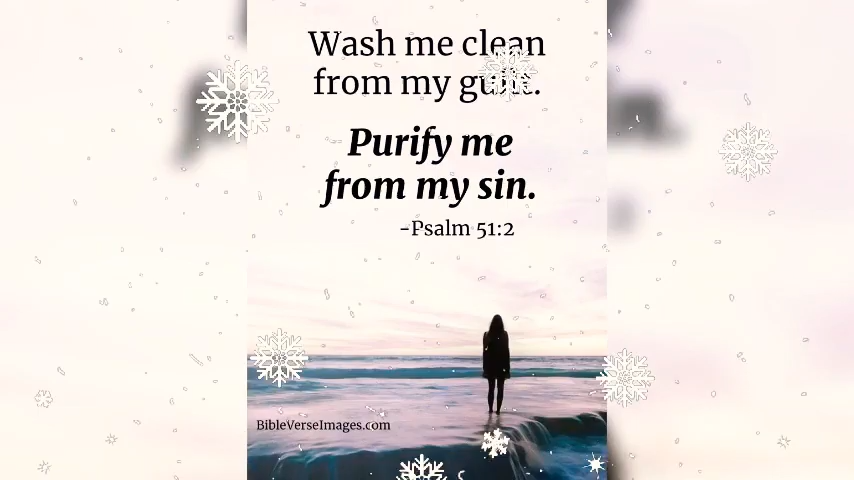 Wash me clean
from my guilt.
Purify me
from my sin.
-Psalm 51:2
BibleVerseImages.com